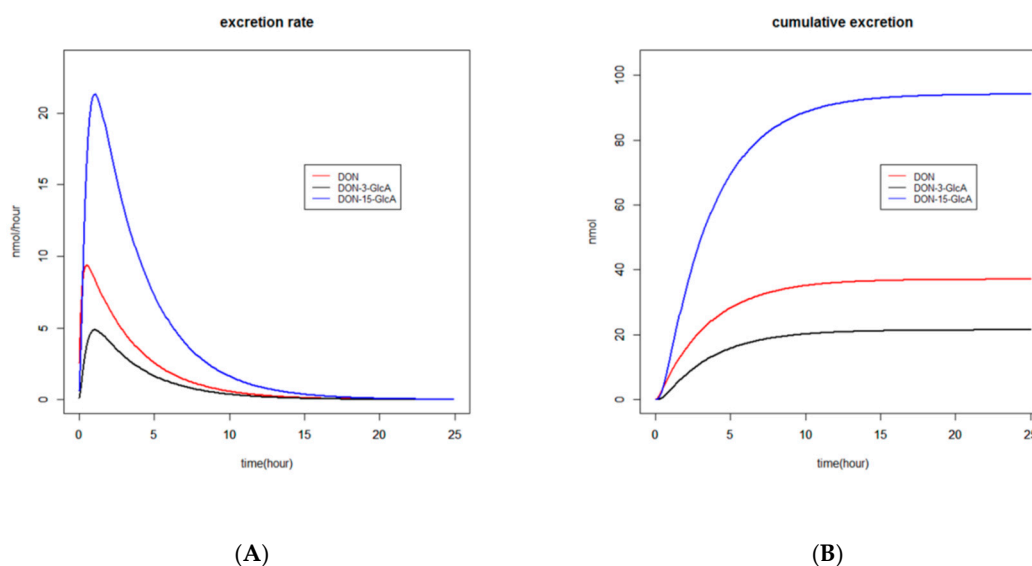 excretion rate
nmol/hour
20
15
10
5
0
DON
DON-3-GlcA
DON-15-GlcA
0 5 10 15 20 25
time(hour)
(A)
cumulative excretion
nmol
100
80
60
40
20
0
DON
DON-3-GlcA
DON-15-GlcA
0 5 10 15 20 25
time(hour)
(B)